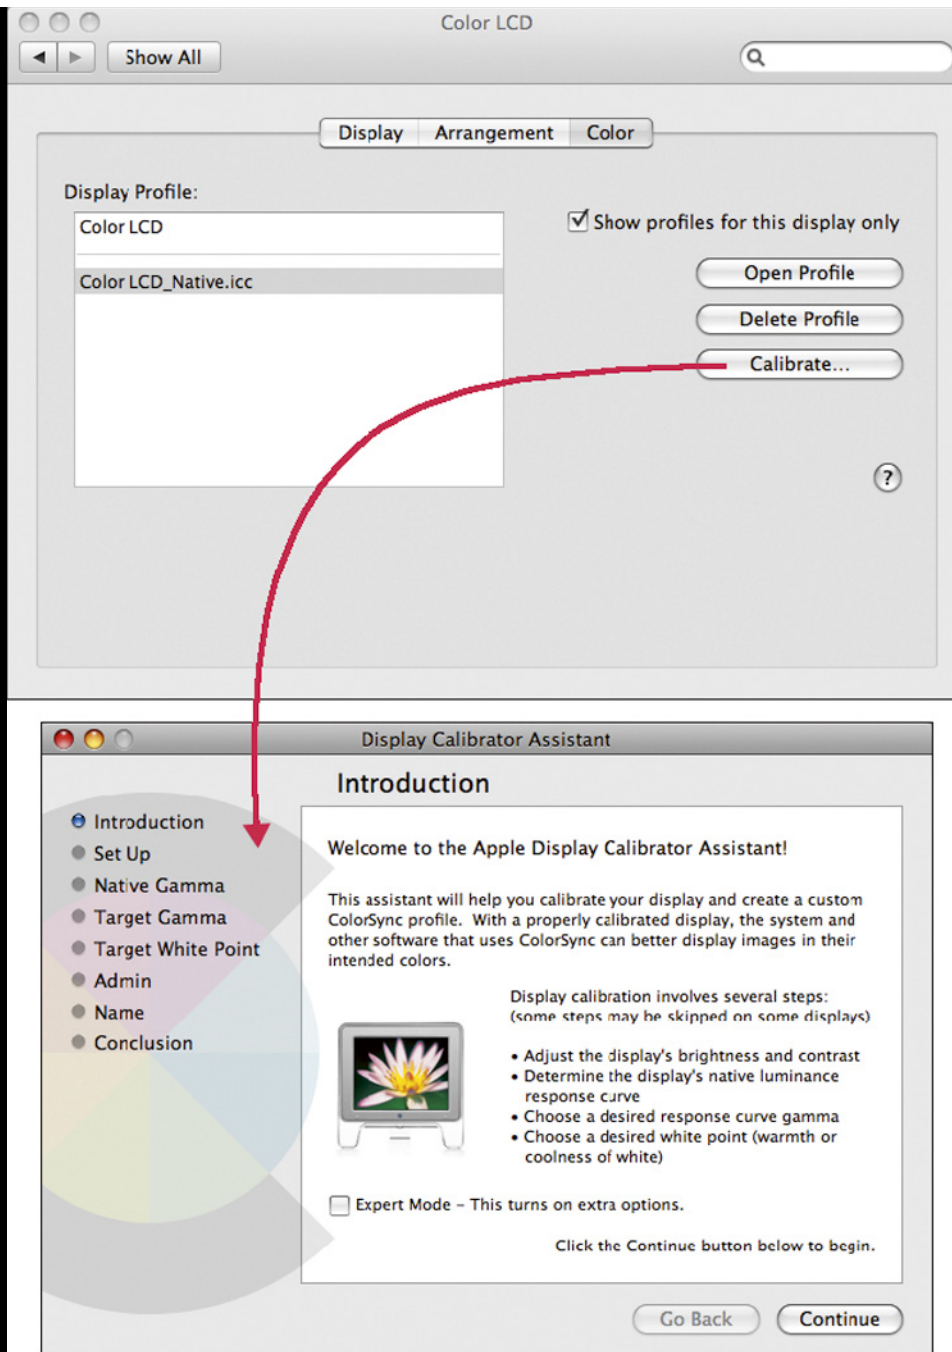 Color LCD
Show All
Display Arrangement Color
Display Profile:
Color LCD
Show profiles for this display only
Color LCD_Native.icc
Open Profile
Delete Profile
Calibrate...
?
Display Calibrator Assistant
Introduction
Introduction
Set Up
Native Gamma
Target Gamma
Target White Point
Admin
Name
Conclusion
Welcome to the Apple Display Calibrator Assistant!
This assistant will help you calibrate your display and create a custom
ColorSync profile. With a properly calibrated display, the system and
other software that uses ColorSync can better display images in their
intended colors.
Display calibration involves several steps:
(some steps may be skipped on some displays)
• Adjust the display's brightness and contrast
• Determine the display's native luminance
response curve
• Choose a desired response curve gamma
• Choose a desired white point (warmth or
coolness of white)
Expert Mode – This turns on extra options.
Click the Continue button below to begin.
Go Back Continue